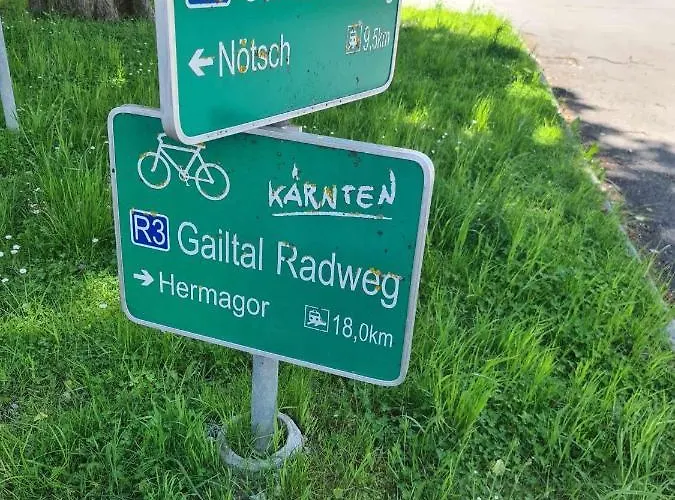 ← Nötsch 9,5km
KÄRNTEN
R3 Gailtal Radweg
→ Hermagor 18,0km